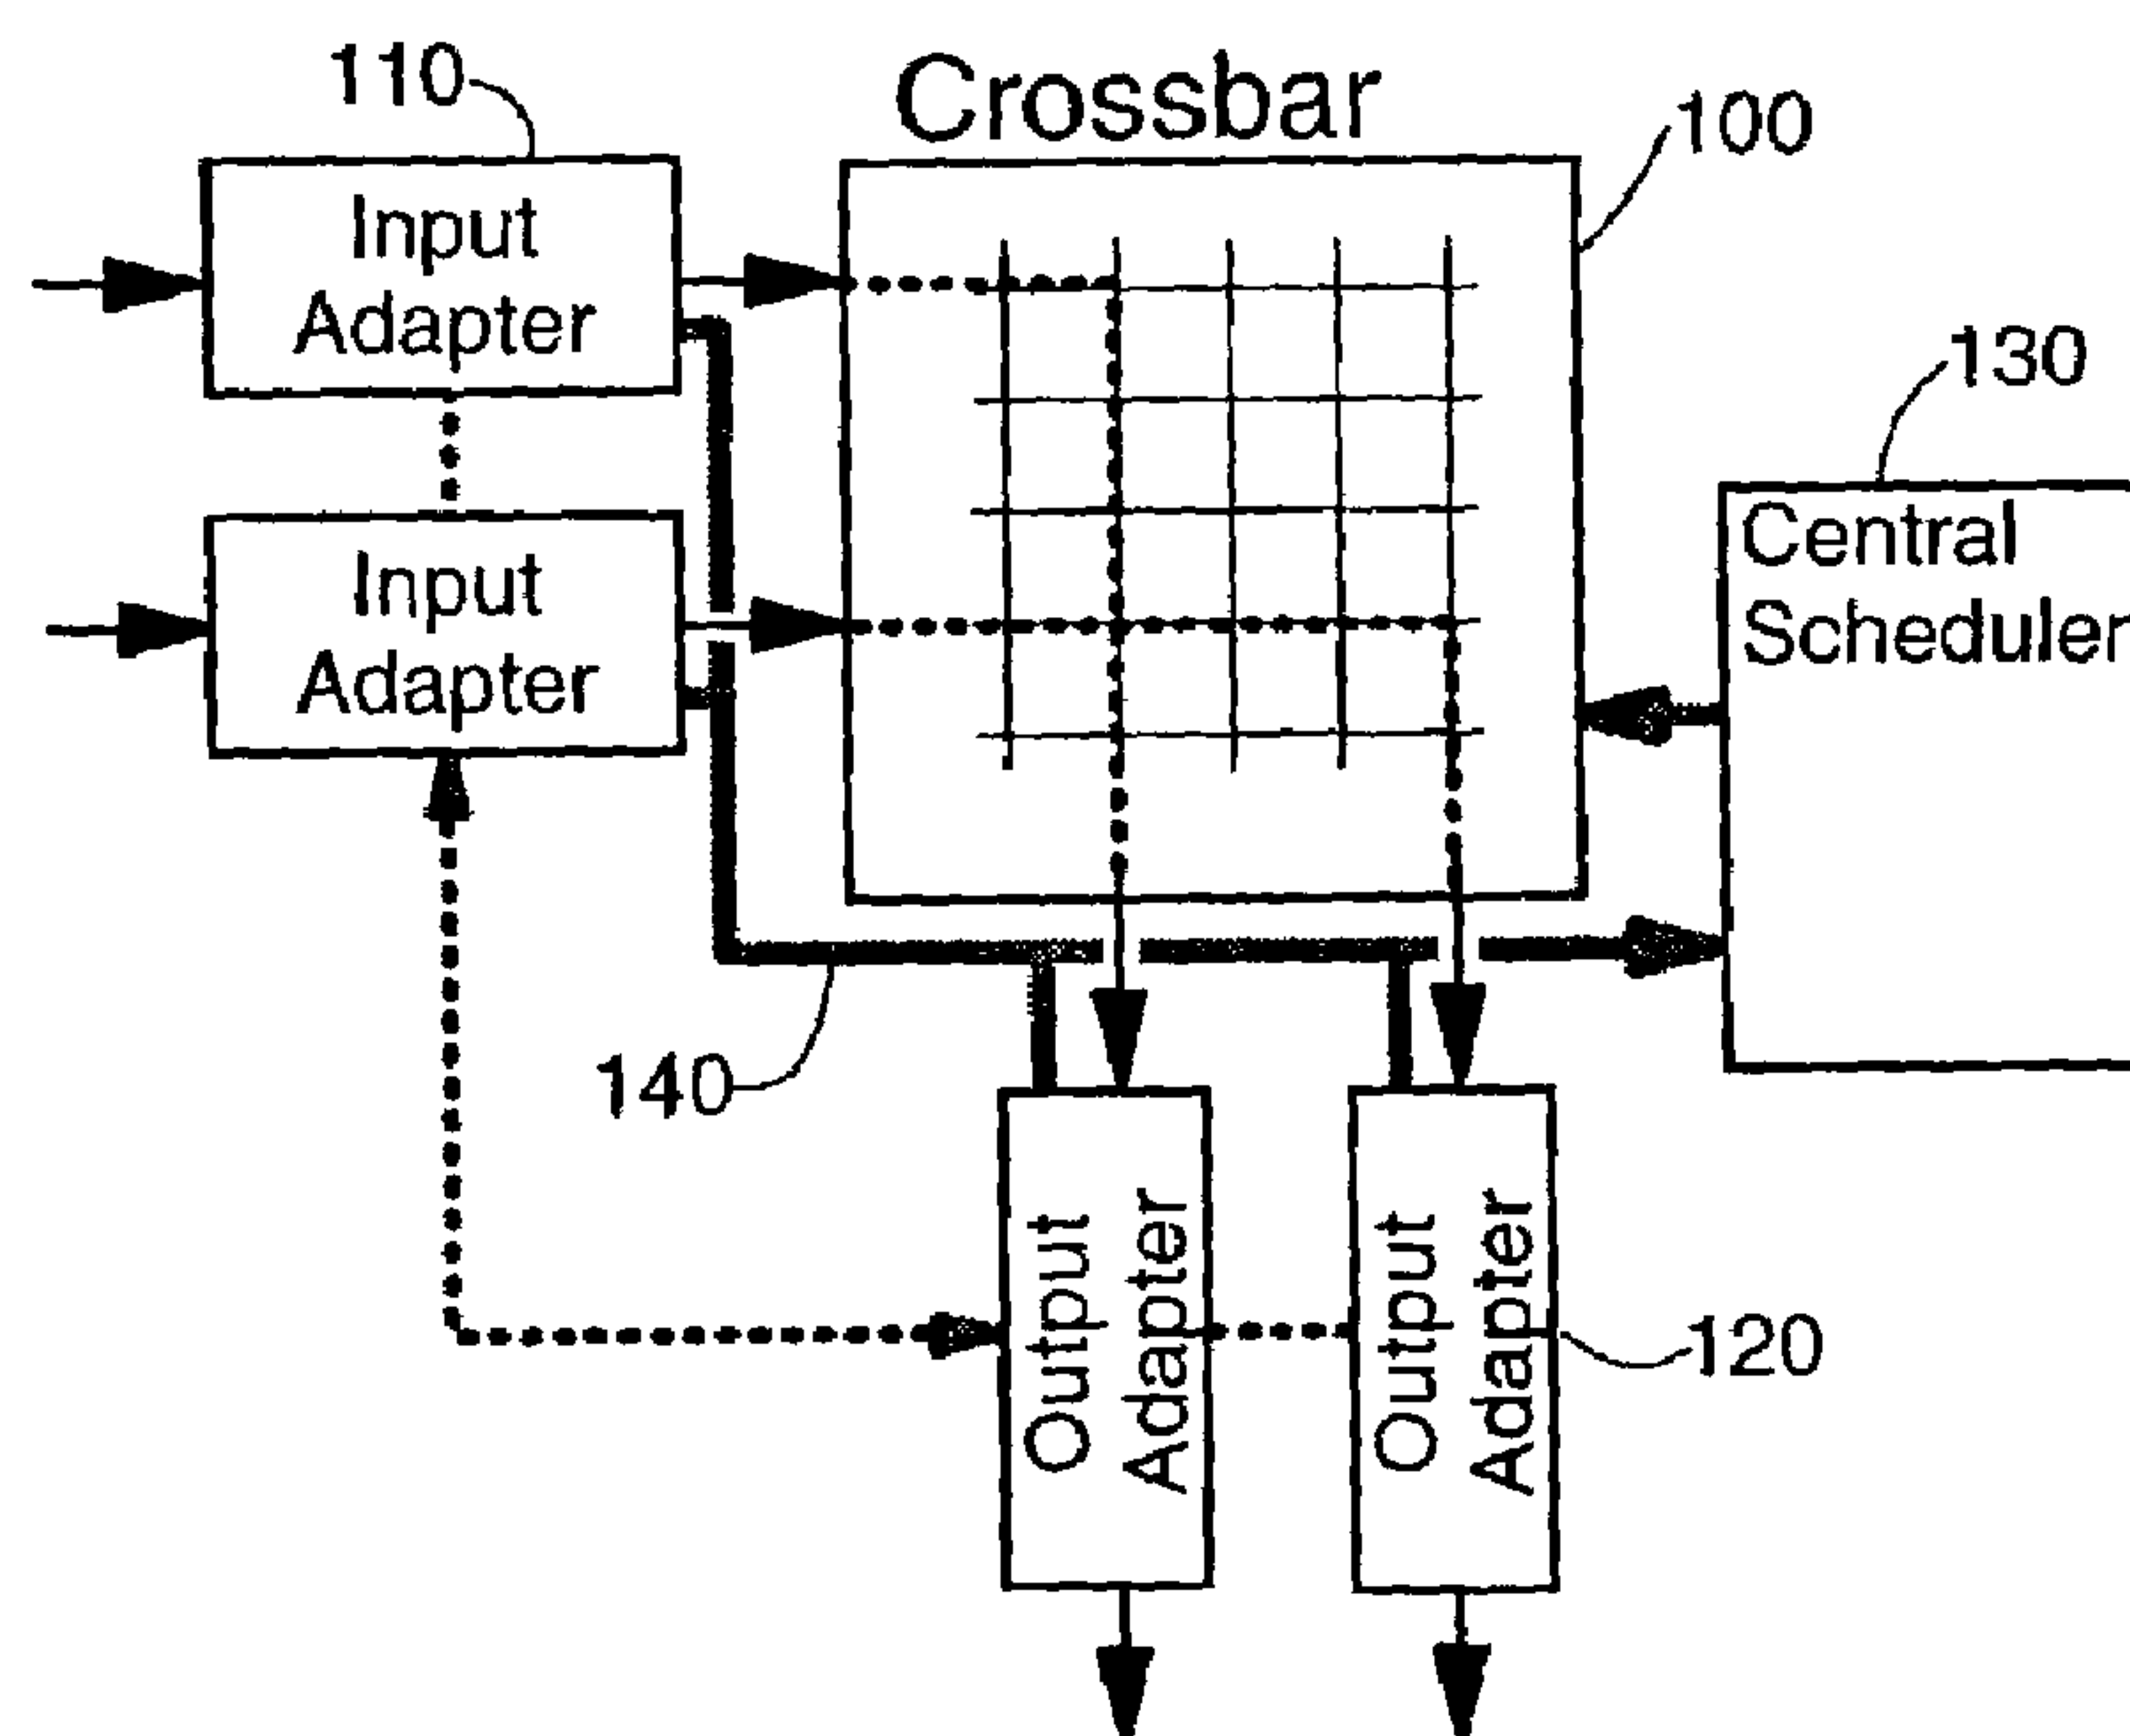 110
Crossbar
100
Input
Adapter
130
Central
Scheduler
Input
Adapter
140
Output
Adapter
Output
Adapter
120